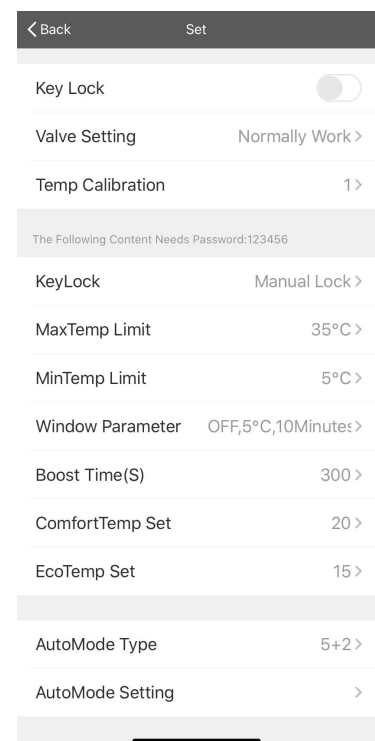 Back Set
Key Lock
Valve Setting Normally Work
Temp Calibration 1
The Following Content Needs Password:123456
KeyLock Manual Lock
MaxTemp Limit 35°C
MinTemp Limit 5°C
Window Parameter OFF,5°C,10Minutes
Boost Time(S) 300
ComfortTemp Set 20
EcoTemp Set 15
AutoMode Type 5+2
AutoMode Setting